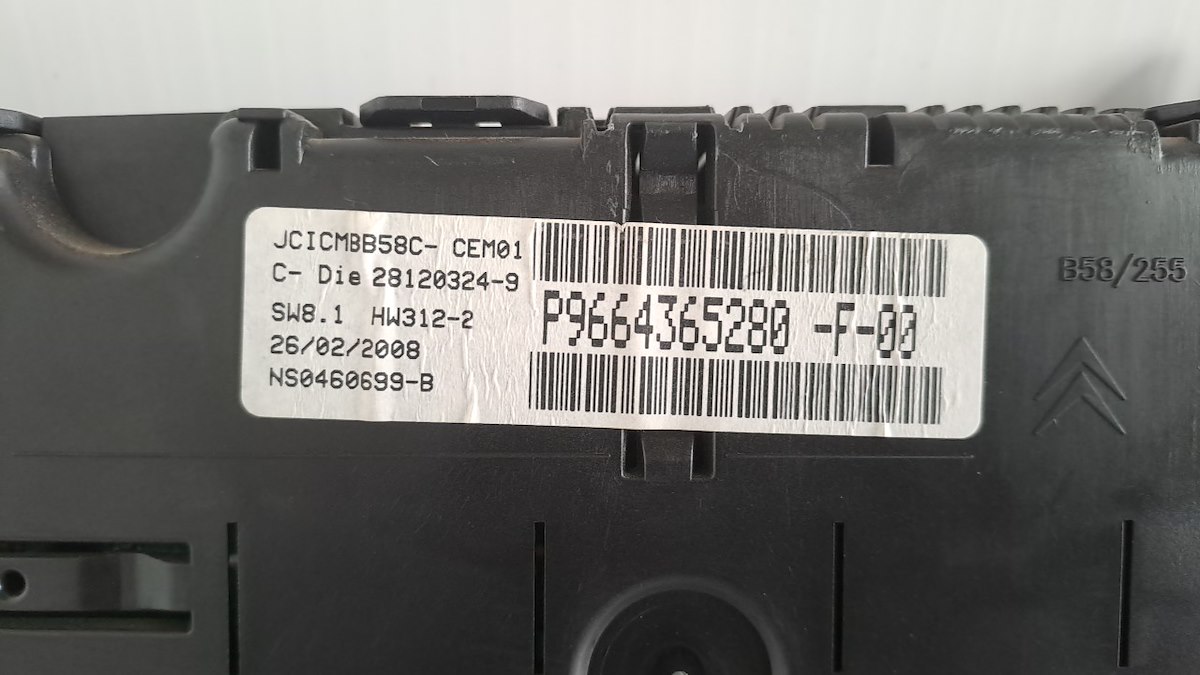 JCICMBB58C- CEM01
C- Die 28120324-9
SW8.1 HW312-2
26/02/2008
NS0460699-B
P9664365280 -F-00
B58/255